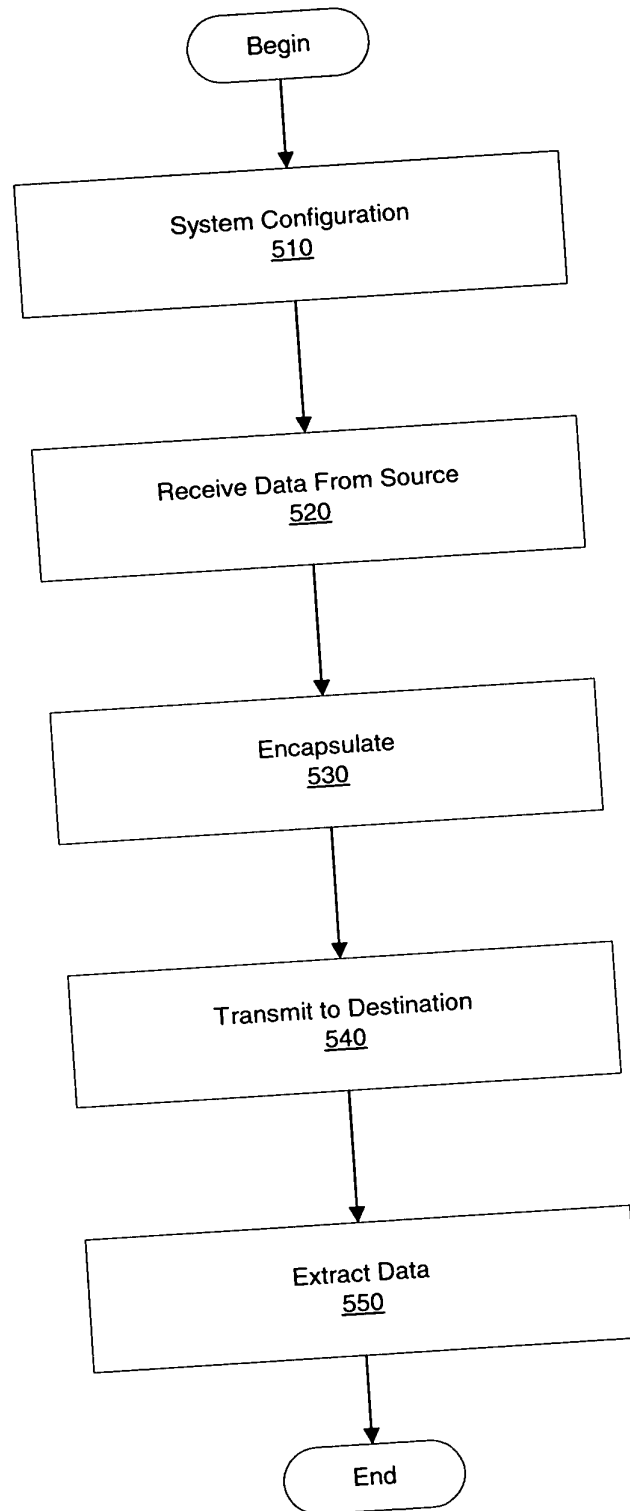 Begin
System Configuration
510
Receive Data From Source
520
Encapsulate
530
Transmit to Destination
540
Extract Data
550
End